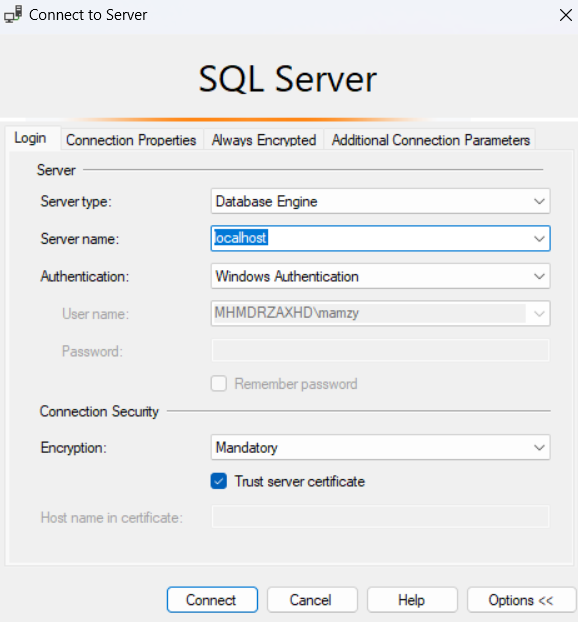 Connect to Server
SQL Server
Login Connection Properties Always Encrypted Additional Connection Parameters
Server
Server type: Database Engine
Server name: localhost
Authentication: Windows Authentication
User name: MHMDRZAXHD\mamzy
Password:
Remember password
Connection Security
Encryption: Mandatory
Trust server certificate
Host name in certificate:
Connect Cancel Help Options <<